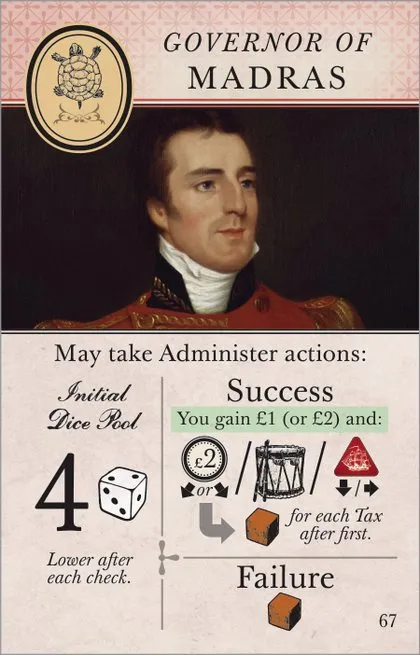 GOVERNOR OF
MADRAS
May take Administer actions:
Initial
Dice Pool
4
Lower after
each check.
Success
You gain £1 (or £2) and:
£2
or
/ / /
for each Tax
after first.
Failure
67